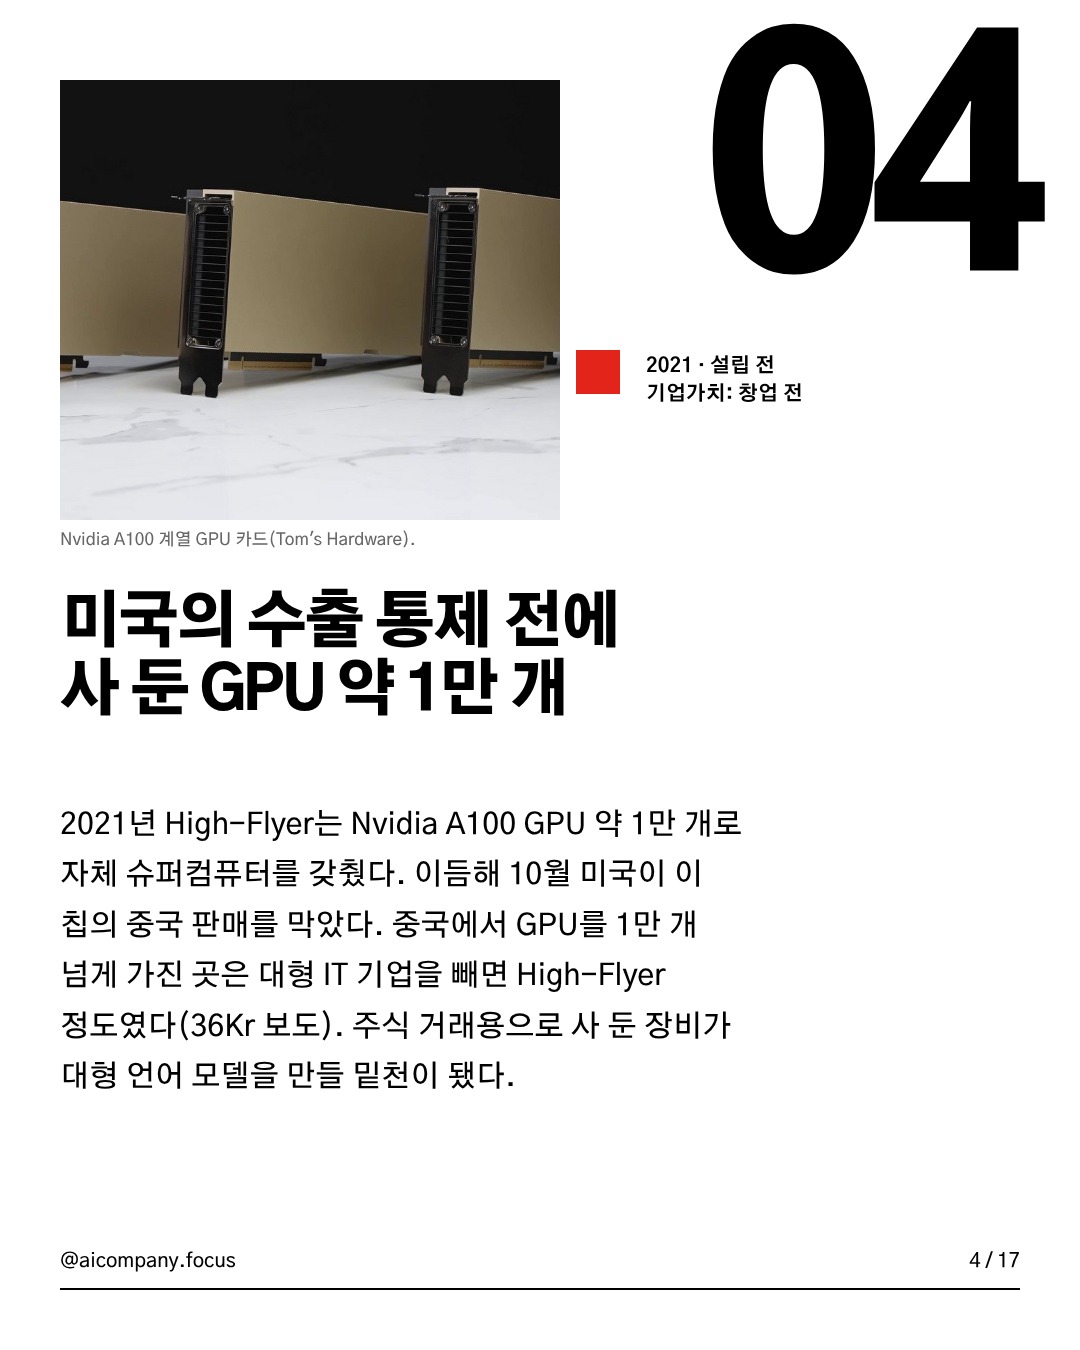 04
2021 · 설립 전
기업가치: 창업 전
Nvidia A100 계열 GPU 카드(Tom's Hardware).
미국의 수출 통제 전에
사 둔 GPU 약 1만 개
2021년 High-Flyer는 Nvidia A100 GPU 약 1만 개로
자체 슈퍼컴퓨터를 갖췄다. 이듬해 10월 미국이 이
칩의 중국 판매를 막았다. 중국에서 GPU를 1만 개
넘게 가진 곳은 대형 IT 기업을 빼면 High-Flyer
정도였다(36Kr 보도). 주식 거래용으로 사 둔 장비가
대형 언어 모델을 만들 밑천이 됐다.
@aicompany.focus
4 / 17